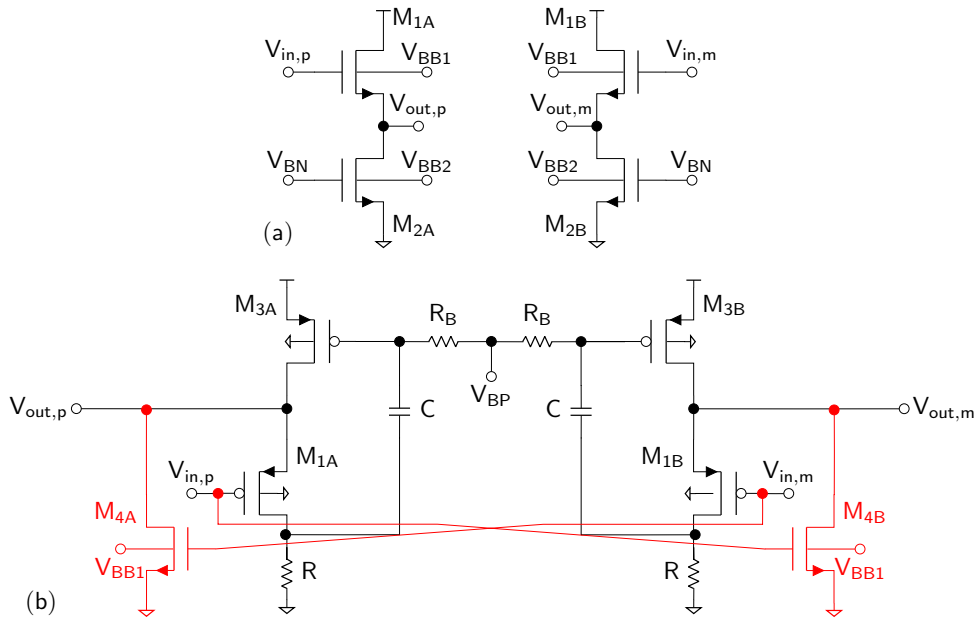 M1A M1B
Vin,p VBB1 VBB1 Vin,m
Vout,p Vout,m
VBN VBB2 VBB2 VBN
(a) M2A M2B
M3A RB RB M3B
VBP
Vout,p C C Vout,m
Vin,p M1A M1B Vin,m
M4A M4B
VBB1 R R VBB1
(b)